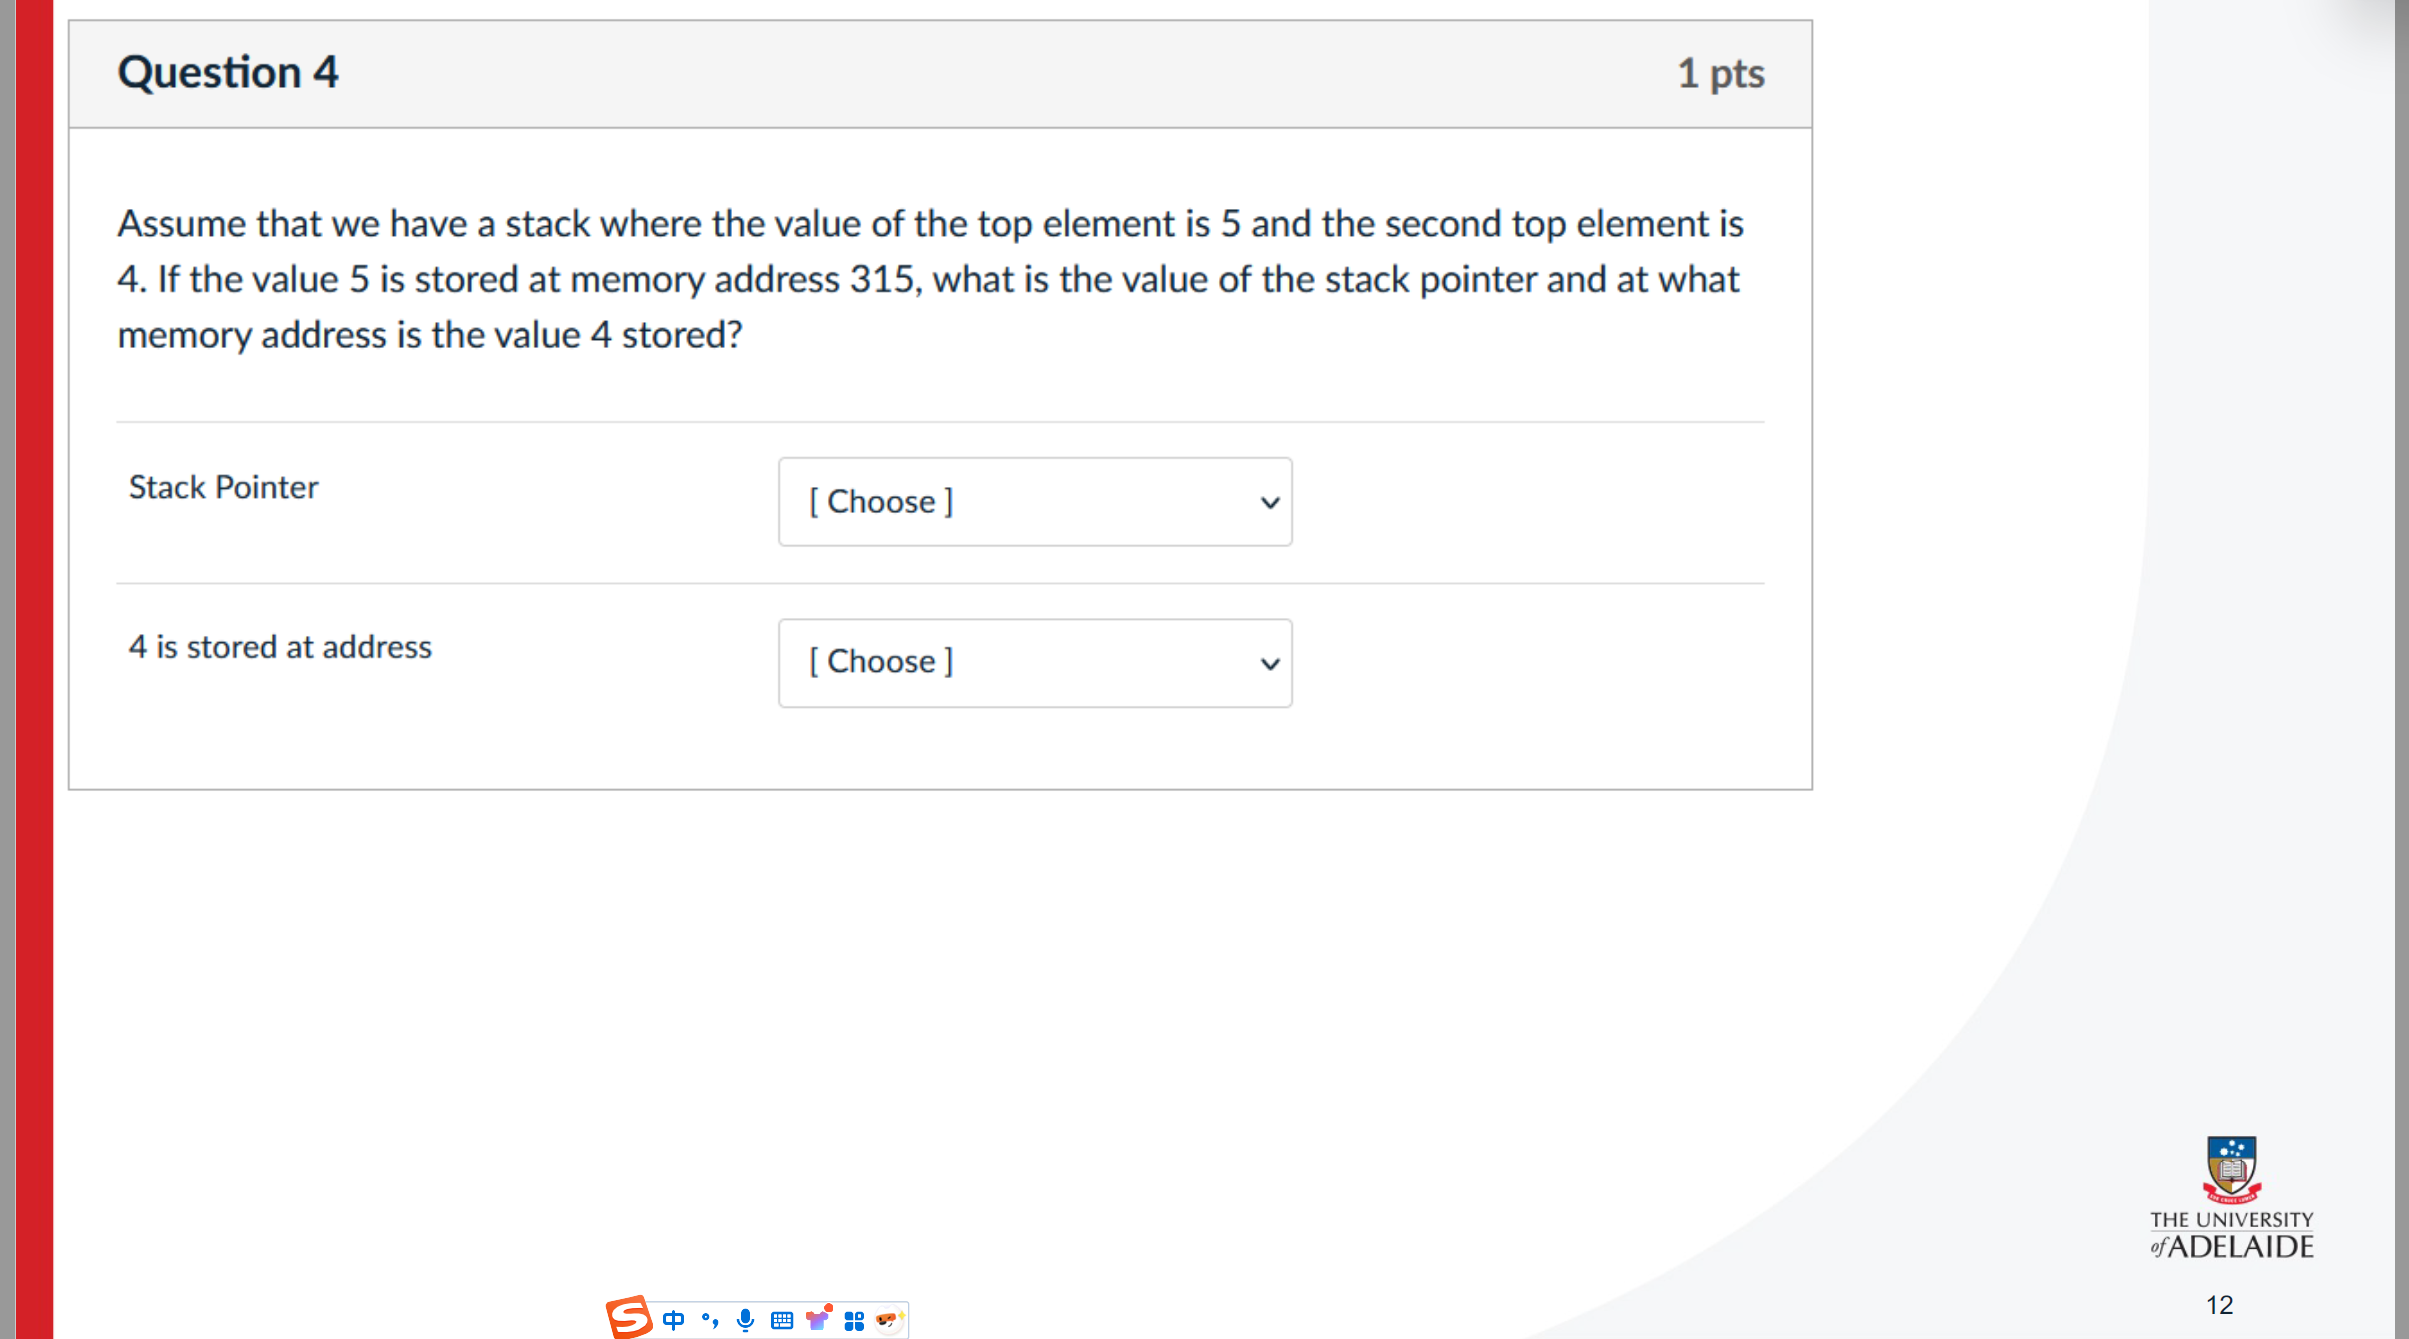 Question 4
1 pts
Assume that we have a stack where the value of the top element is 5 and the second top element is
4. If the value 5 is stored at memory address 315, what is the value of the stack pointer and at what
memory address is the value 4 stored?
Stack Pointer
[ Choose ]
4 is stored at address
[ Choose ]
THE UNIVERSITY
of ADELAIDE
12
S 中 °,